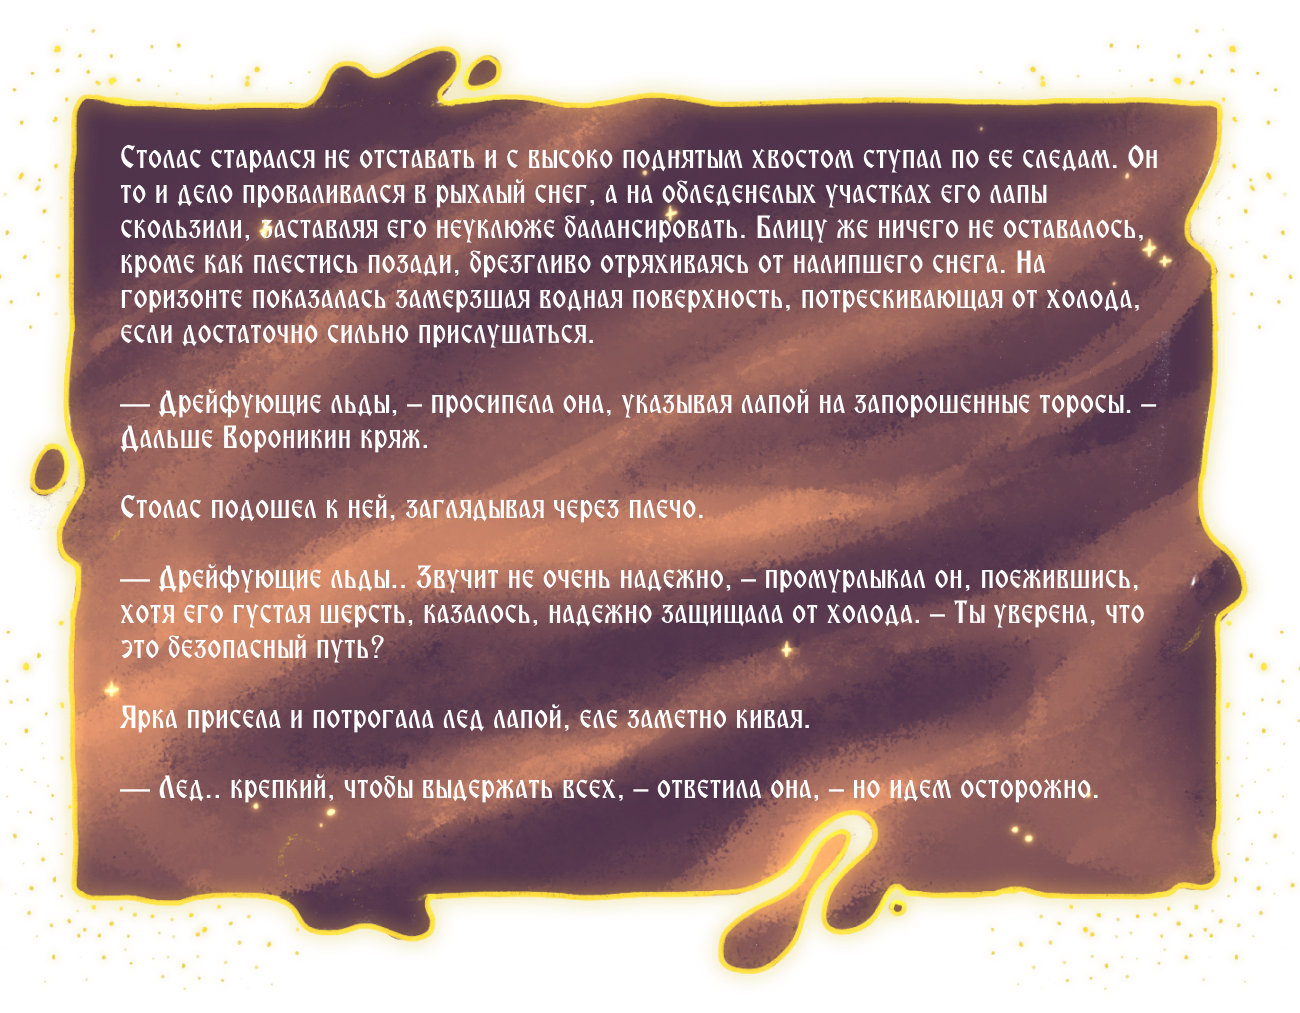 Столас старался не отставать и с высоко поднятым хвостом ступал по ее следам. Он
то и дело проваливался в рыхлый снег, а на обледенелых участках его лапы
скользили, заставляя его неуклюже балансировать. Блицу же ничего не оставалось,
кроме как плестись позади, брезгливо отряхиваясь от налипшего снега. На
горизонте показалась замерзшая водная поверхность, потрескивающая от холода,
если достаточно сильно прислушаться.
— Дрейфующие льды, – просипела она, указывая лапой на запорошенные торосы. –
Дальше Вороникин кряж.
Столас подошел к ней, заглядывая через плечо.
— Дрейфующие льды.. Звучит не очень надежно, – промурлыкал он, поежившись,
хотя его густая шерсть, казалось, надежно защищала от холода. – Ты уверена, что
это безопасный путь?
Ярка присела и потрогала лед лапой, еле заметно кивая.
— Лед.. крепкий, чтобы выдержать всех, – ответила она, – но идем осторожно.